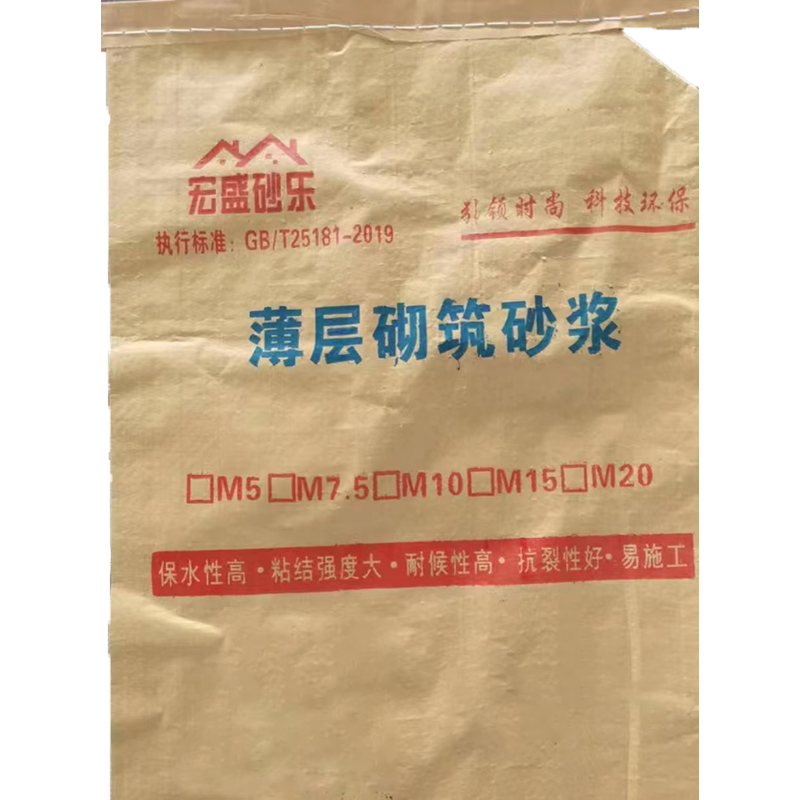 宏盛砂乐
执行标准：GB/T25181-2019
引领时尚 科技环保
薄层砌筑砂浆
□M5□M7.5□M10□M15□M20
保水性高·粘结强度大·耐候性高·抗裂性好·易施工